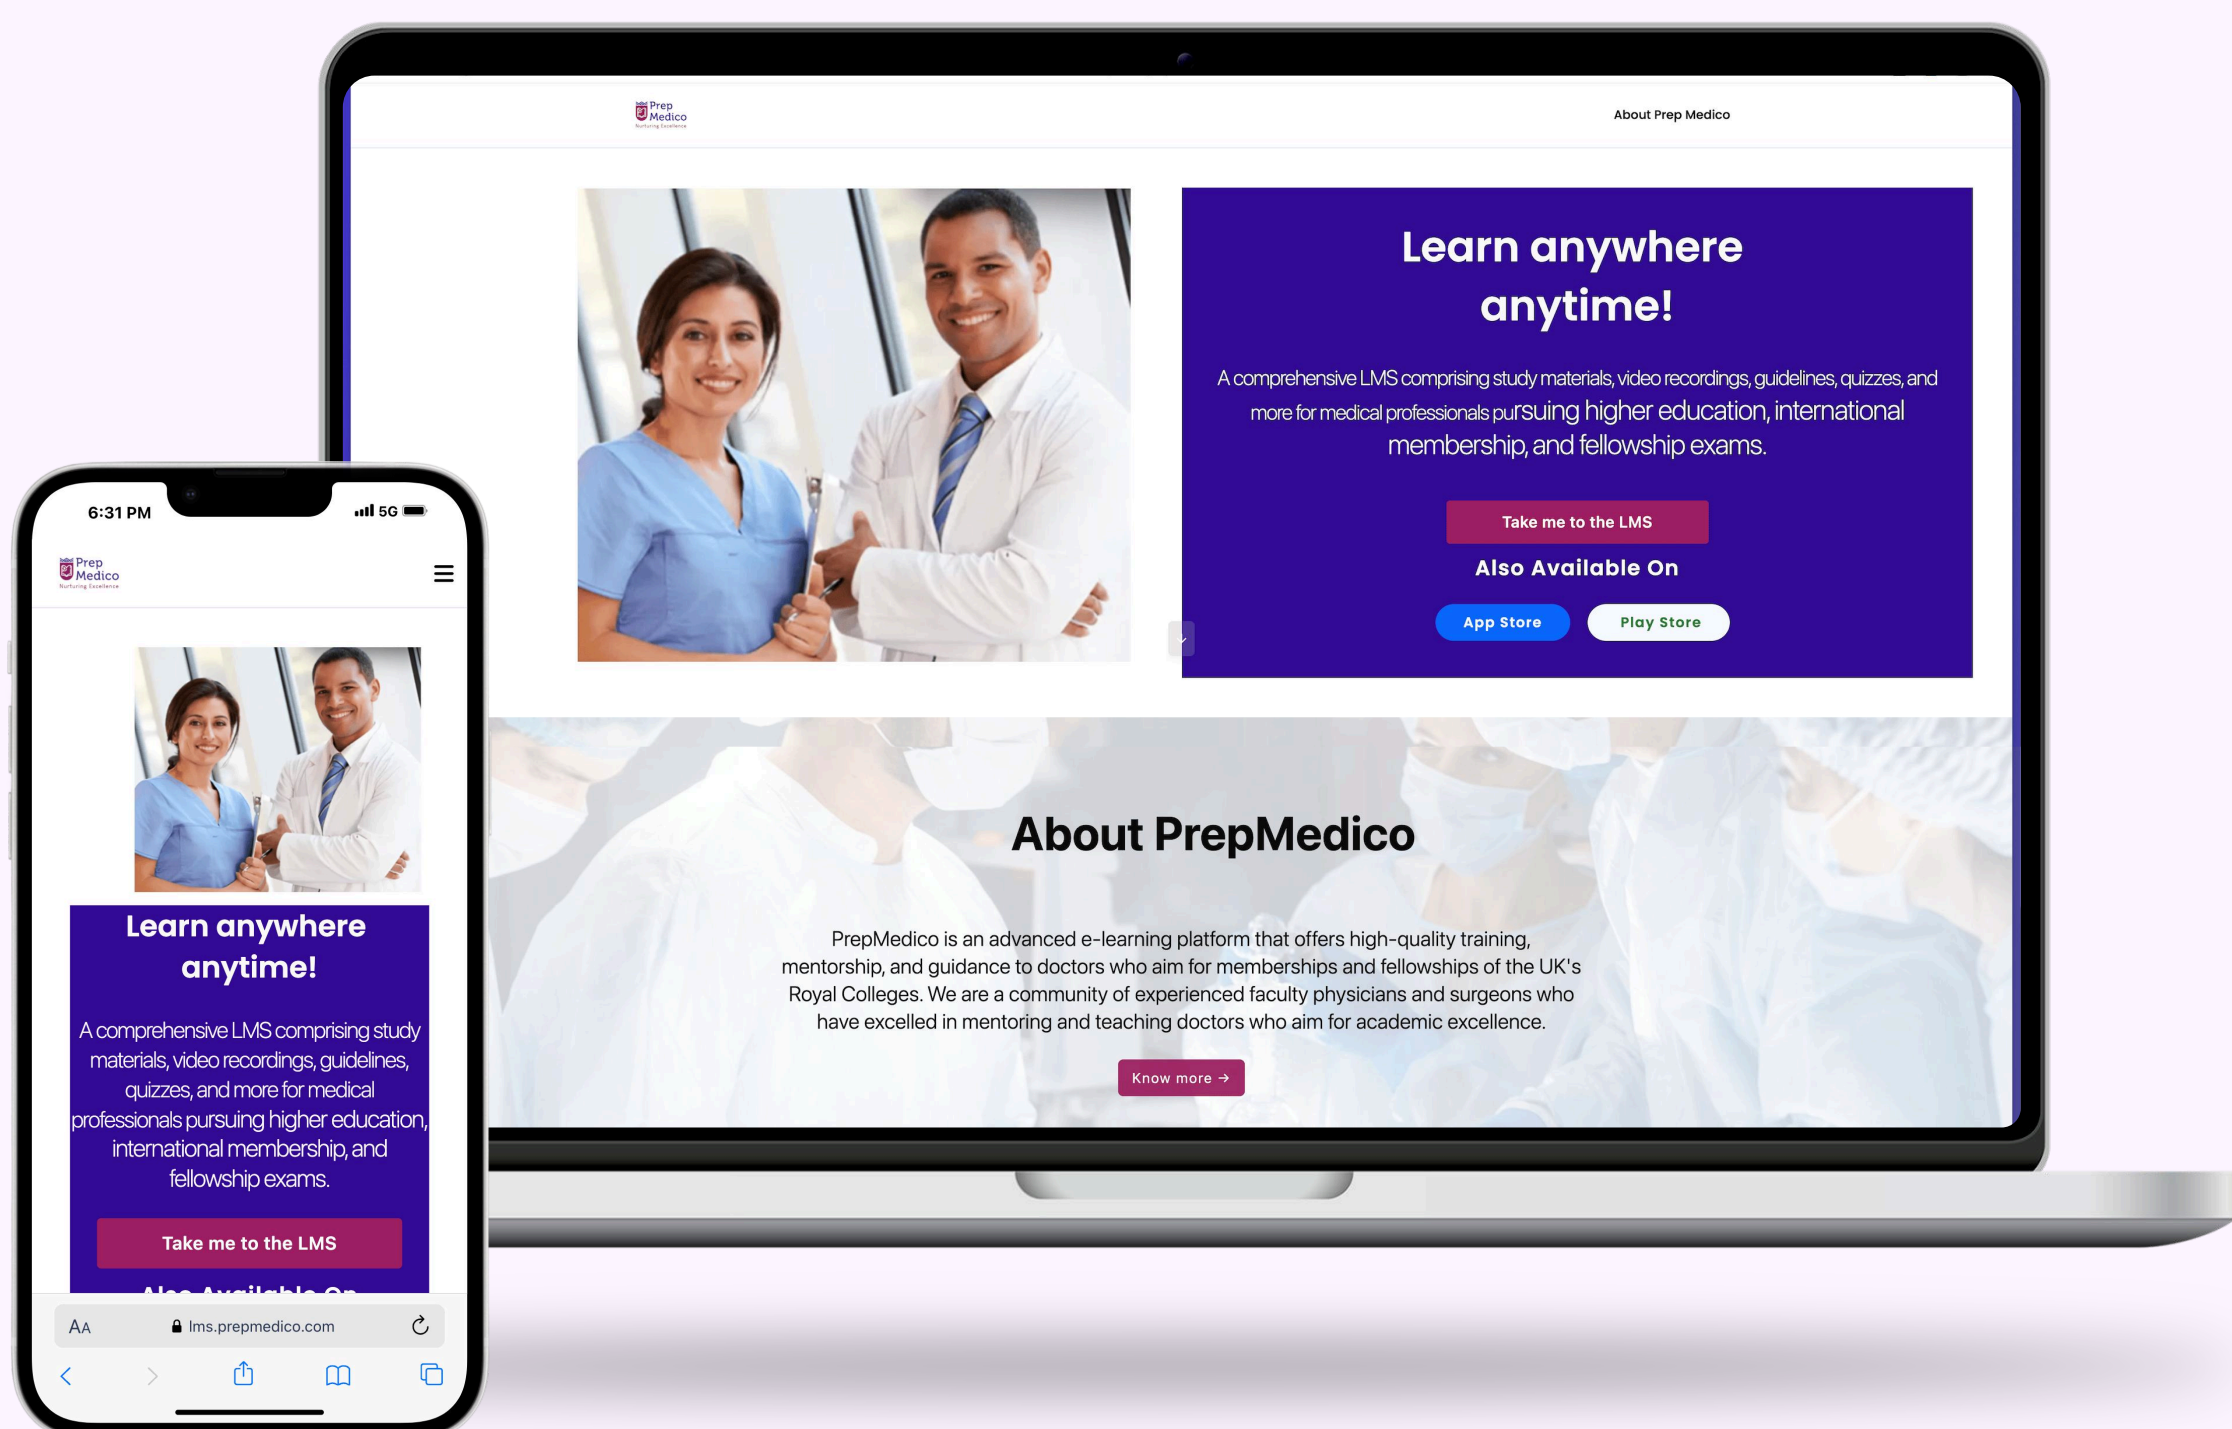 Prep
Medico
Nurturing Excellence
About Prep Medico
Learn anywhere
anytime!
A comprehensive LMS comprising study materials, video recordings, guidelines, quizzes, and
more for medical professionals pursuing higher education, international
membership, and fellowship exams.
Take me to the LMS
Also Available On
App Store
Play Store
About PrepMedico
PrepMedico is an advanced e-learning platform that offers high-quality training,
mentorship, and guidance to doctors who aim for memberships and fellowships of the UK's
Royal Colleges. We are a community of experienced faculty physicians and surgeons who
have excelled in mentoring and teaching doctors who aim for academic excellence.
Know more →
6:31 PM
5G
Prep
Medico
Nurturing Excellence
Learn anywhere
anytime!
A comprehensive LMS comprising study
materials, video recordings, guidelines,
quizzes, and more for medical
professionals pursuing higher education,
international membership, and
fellowship exams.
Take me to the LMS
Also Available On
AA
lms.prepmedico.com